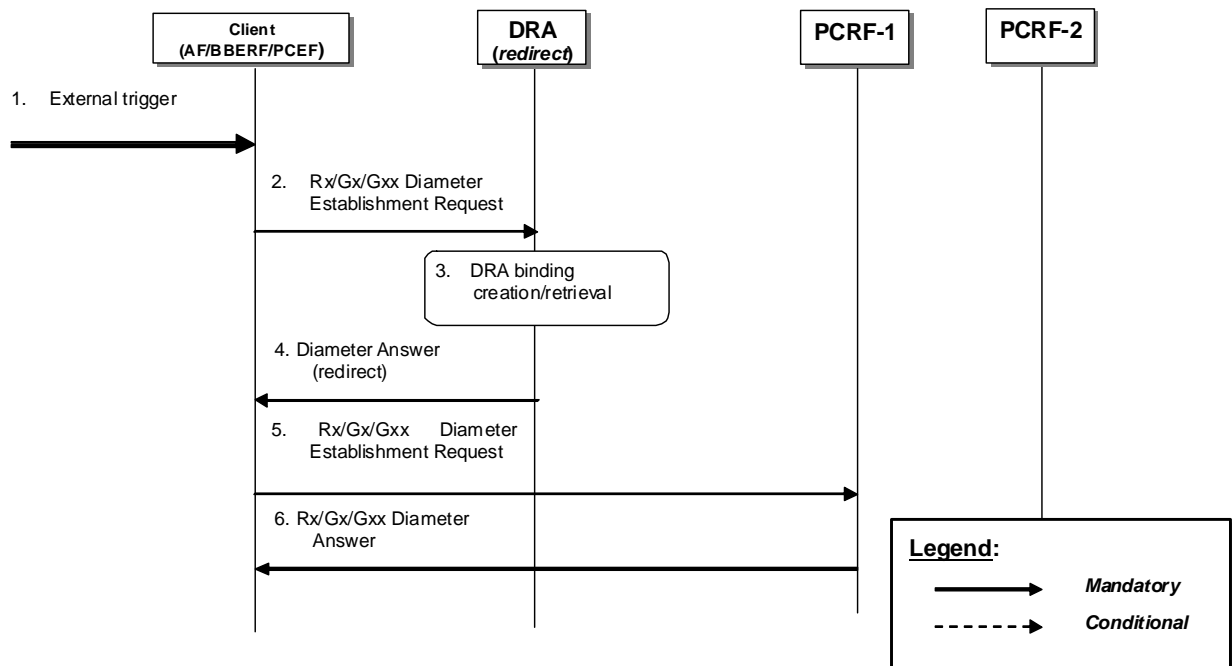 Client
(AF/BBERF/PCEF)
DRA
(redirect)
PCRF-1
PCRF-2
1. External trigger
2. Rx/Gx/Gxx Diameter
Establishment Request
3. DRA binding
creation/retrieval
4. Diameter Answer
(redirect)
5. Rx/Gx/Gxx Diameter
Establishment Request
6. Rx/Gx/Gxx Diameter
Answer
Legend:
Mandatory
Conditional